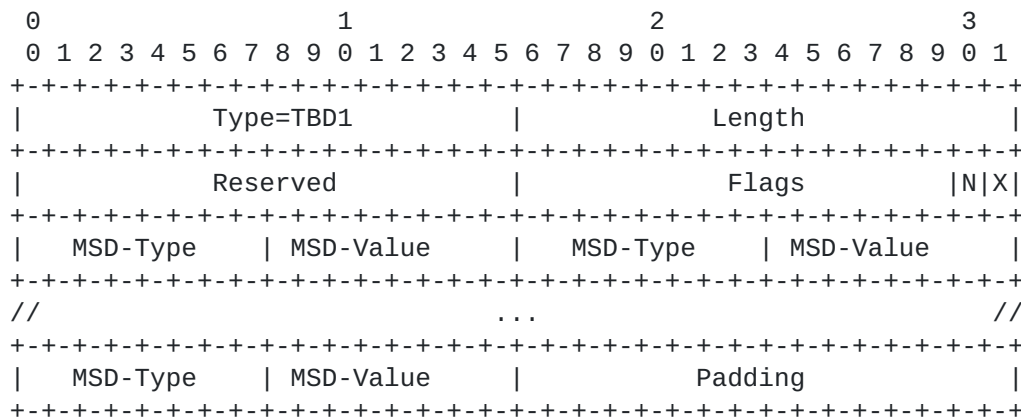 0                   1                   2                   3
 0 1 2 3 4 5 6 7 8 9 0 1 2 3 4 5 6 7 8 9 0 1 2 3 4 5 6 7 8 9 0 1
+-+-+-+-+-+-+-+-+-+-+-+-+-+-+-+-+-+-+-+-+-+-+-+-+-+-+-+-+-+-+-+-+
|            Type=TBD1          |            Length             |
+-+-+-+-+-+-+-+-+-+-+-+-+-+-+-+-+-+-+-+-+-+-+-+-+-+-+-+-+-+-+-+-+
|            Reserved           |             Flags         |N|X|
+-+-+-+-+-+-+-+-+-+-+-+-+-+-+-+-+-+-+-+-+-+-+-+-+-+-+-+-+-+-+-+-+
|   MSD-Type    | MSD-Value     |   MSD-Type    | MSD-Value     |
+-+-+-+-+-+-+-+-+-+-+-+-+-+-+-+-+-+-+-+-+-+-+-+-+-+-+-+-+-+-+-+-+
//                             ...                             //
+-+-+-+-+-+-+-+-+-+-+-+-+-+-+-+-+-+-+-+-+-+-+-+-+-+-+-+-+-+-+-+-+
|   MSD-Type    | MSD-Value     |           Padding             |
+-+-+-+-+-+-+-+-+-+-+-+-+-+-+-+-+-+-+-+-+-+-+-+-+-+-+-+-+-+-+-+-+